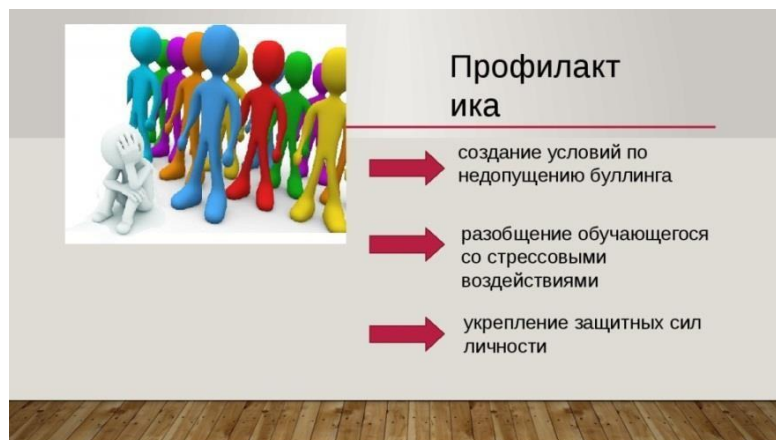 Профилакт
ика
создание условий по
недопущению буллинга
разобщение обучающегося
со стрессовыми
воздействиями
укрепление защитных сил
личности